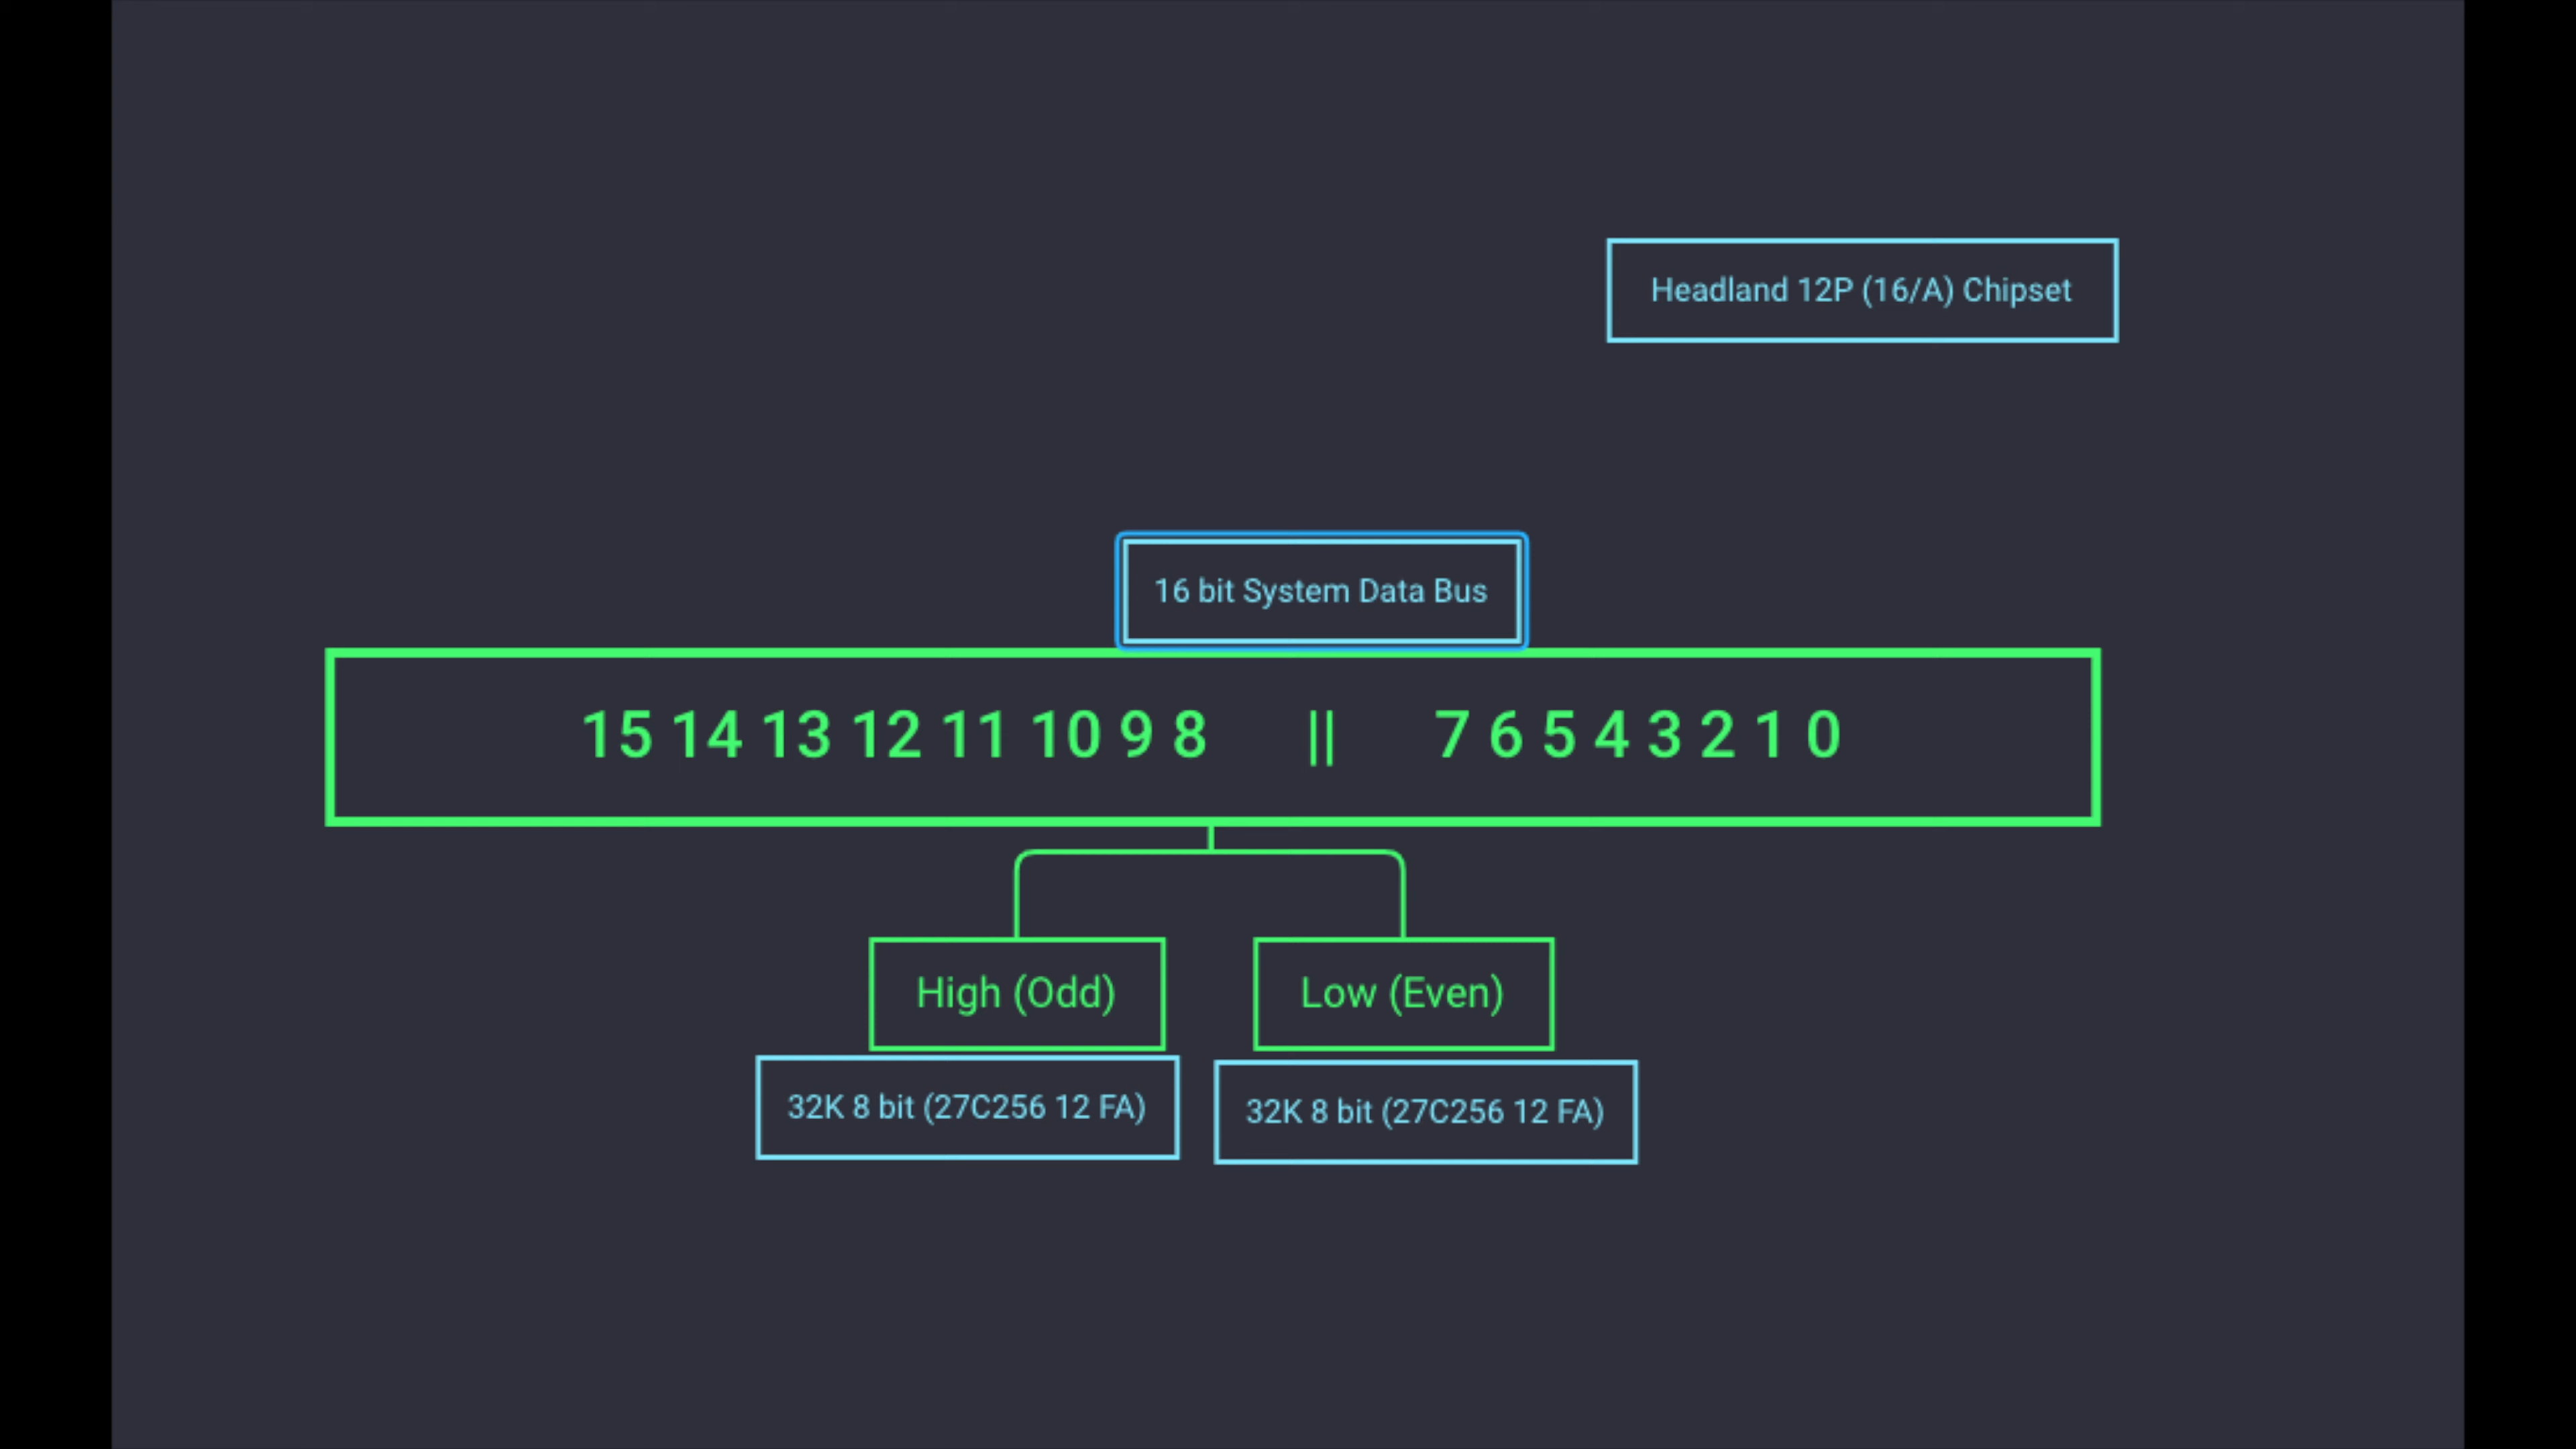 Headland 12P (16/A) Chipset
16 bit System Data Bus
15 14 13 12 11 10 9 8 || 7 6 5 4 3 2 1 0
High (Odd)
Low (Even)
32K 8 bit (27C256 12 FA)
32K 8 bit (27C256 12 FA)